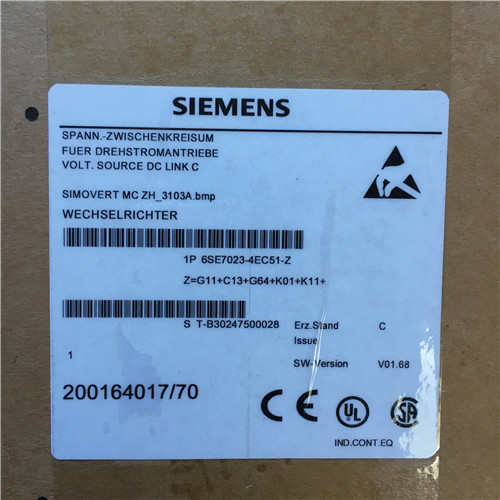 SIEMENS
SPANN.-ZWISCHENKREISUM
FUER DREHSTROMANTRIEBE
VOLT. SOURCE DC LINK C
SIMOVERT MC ZH_3103A.bmp
WECHSELRICHTER
1P 6SE7023-4EC51-Z
Z=G11+C13+G64+K01+K11+
S T-B30247500028 Erz.Stand C
Issue
1 SW-Version V01.68
200164017/70
CE UL SA
IND.CONT.EQ